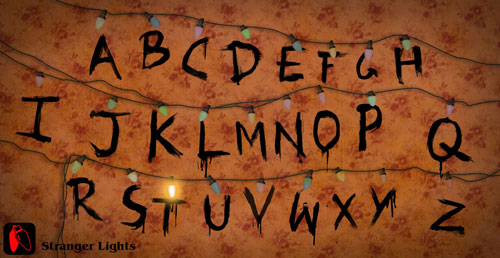 A B C D E F G H
I J K L M N O P Q
R S T U V W X Y Z
Stranger Lights